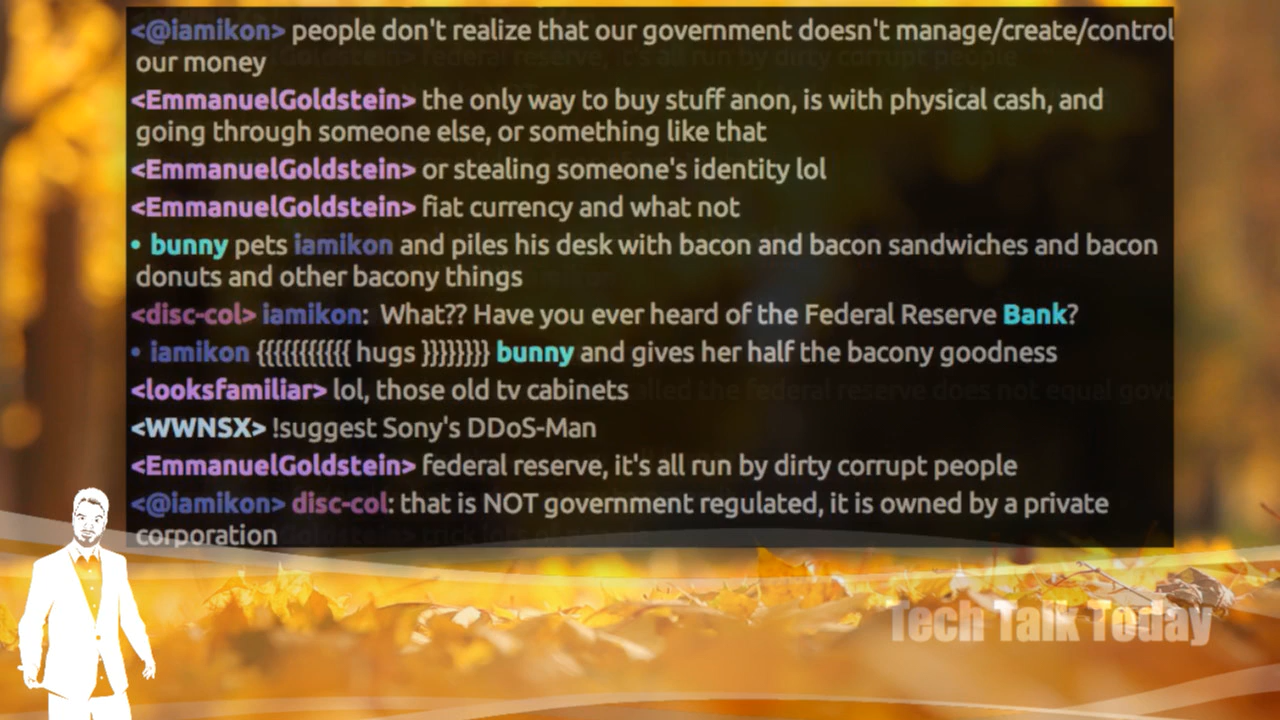 <@iamikon> people don't realize that our government doesn't manage/create/control
our money
<EmmanuelGoldstein> the only way to buy stuff anon, is with physical cash, and
going through someone else, or something like that
<EmmanuelGoldstein> or stealing someone's identity lol
<EmmanuelGoldstein> fiat currency and what not
• bunny pets iamikon and piles his desk with bacon and bacon sandwiches and bacon
donuts and other bacony things
<disc-col> iamikon: What?? Have you ever heard of the Federal Reserve Bank?
• iamikon {{{{{{{{{{{ hugs }}}}}}}} bunny and gives her half the bacony goodness
<looksfamiliar> lol, those old tv cabinets
<WWNSX> !suggest Sony's DDoS-Man
<EmmanuelGoldstein> federal reserve, it's all run by dirty corrupt people
<@iamikon> disc-col: that is NOT government regulated, it is owned by a private
corporation
Tech Talk Today